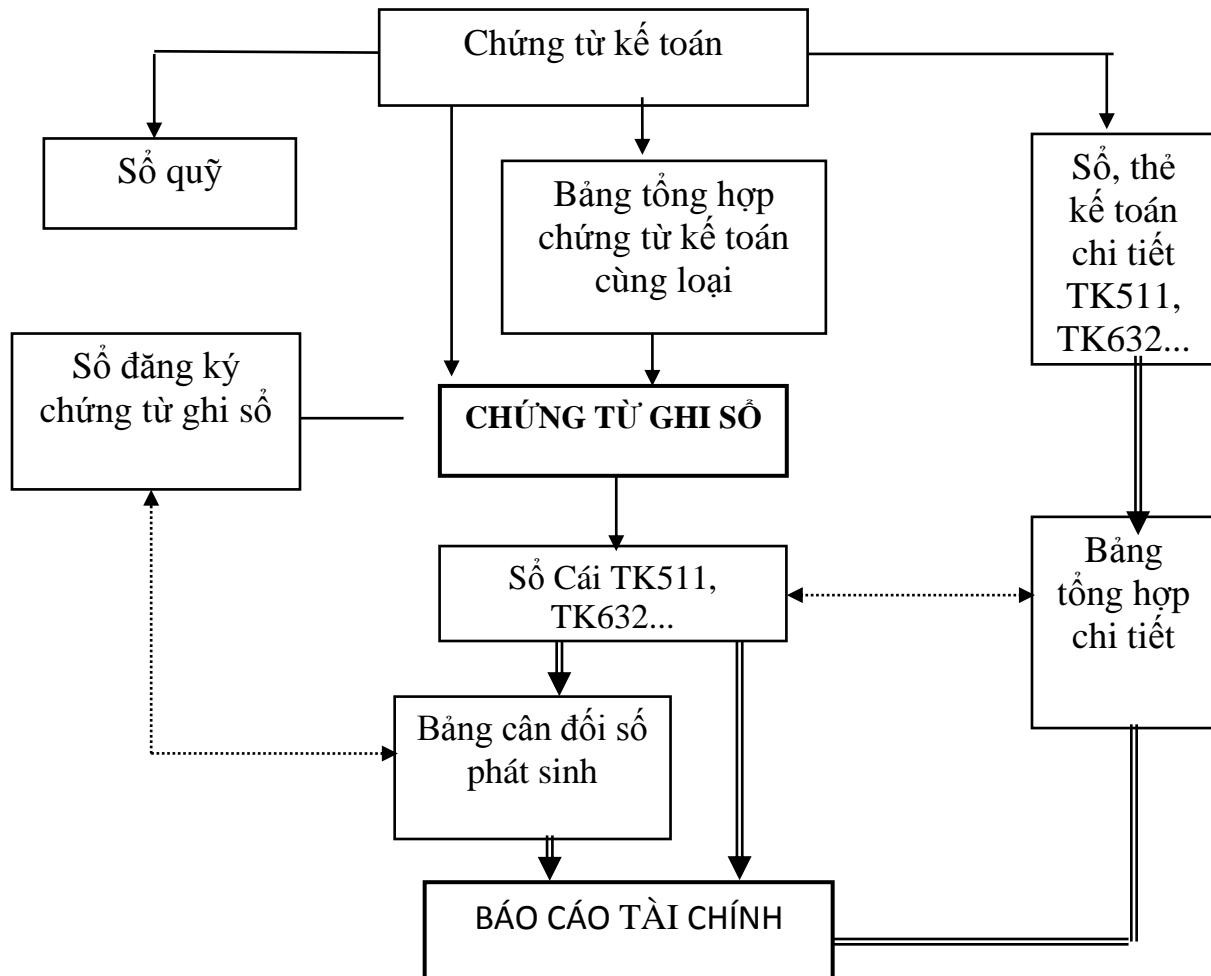 Chứng từ kế toán
Sổ quỹ
Bảng tổng hợp
chứng từ kế toán
cùng loại
Sổ, thẻ
kế toán
chi tiết
TK511,
TK632...
Sổ đăng ký
chứng từ ghi sổ
CHỨNG TỪ GHI SỔ
Sổ Cái TK511,
TK632...
Bảng
tổng hợp
chi tiết
Bảng cân đối số
phát sinh
BÁO CÁO TÀI CHÍNH